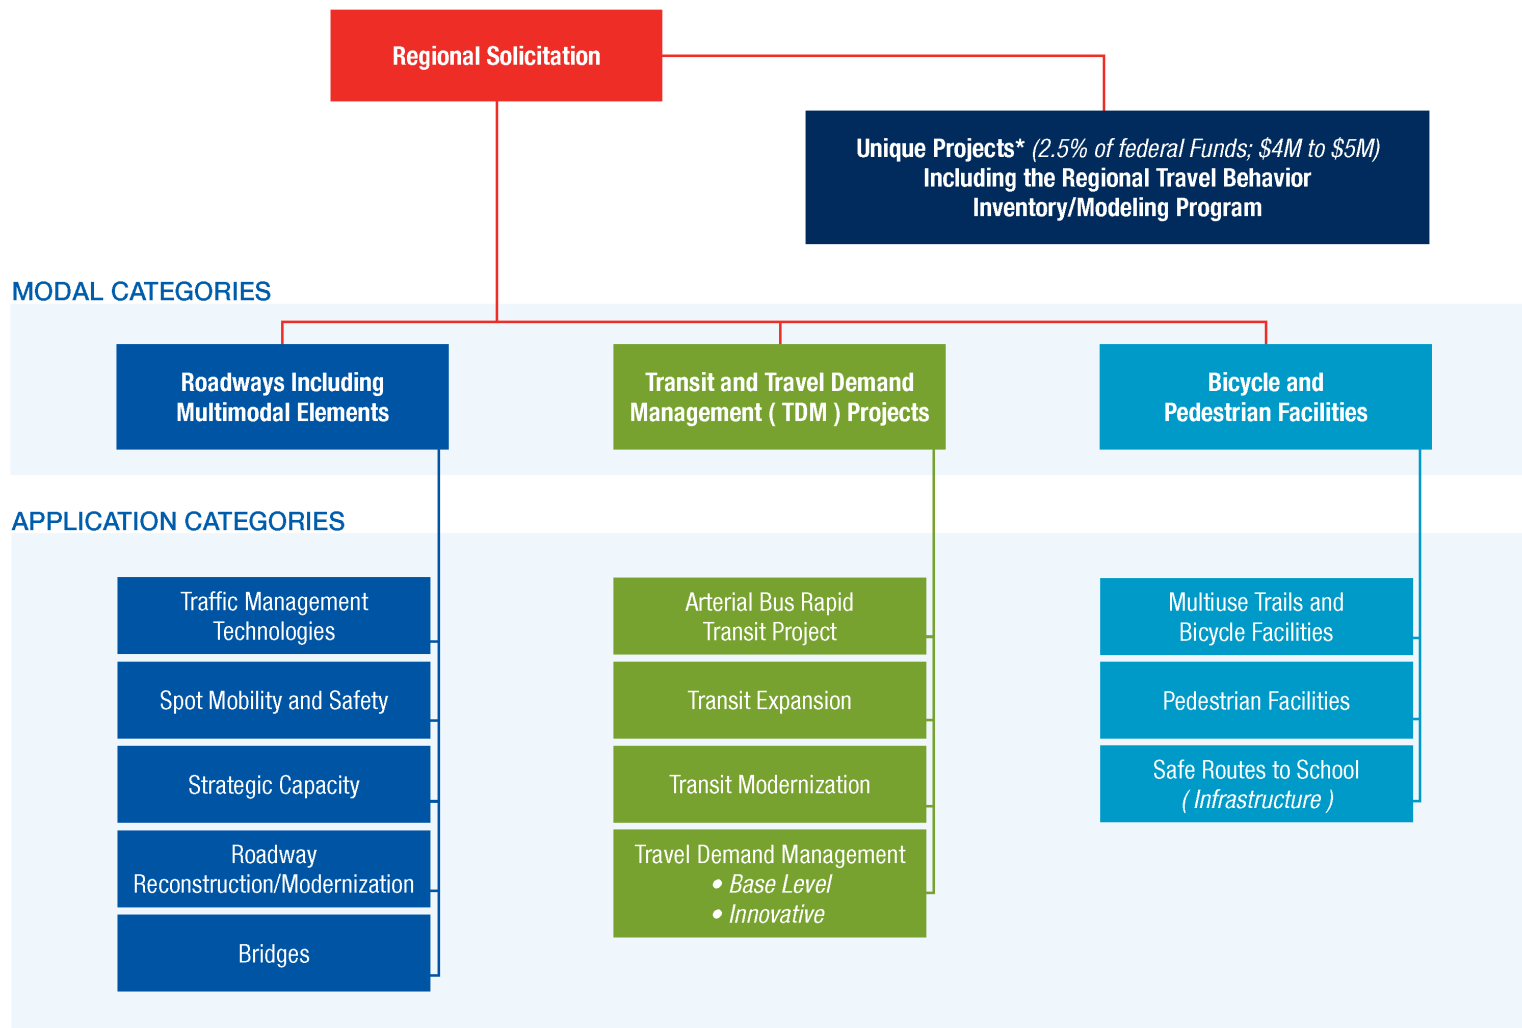 Regional Solicitation
Unique Projects* (2.5% of federal Funds; $4M to $5M)
Including the Regional Travel Behavior
Inventory/Modeling Program
MODAL CATEGORIES
Roadways Including
Multimodal Elements
Transit and Travel Demand
Management ( TDM ) Projects
Bicycle and
Pedestrian Facilities
APPLICATION CATEGORIES
Traffic Management
Technologies
Spot Mobility and Safety
Strategic Capacity
Roadway
Reconstruction/Modernization
Bridges
Arterial Bus Rapid
Transit Project
Transit Expansion
Transit Modernization
Travel Demand Management
• Base Level
• Innovative
Multiuse Trails and
Bicycle Facilities
Pedestrian Facilities
Safe Routes to School
( Infrastructure )